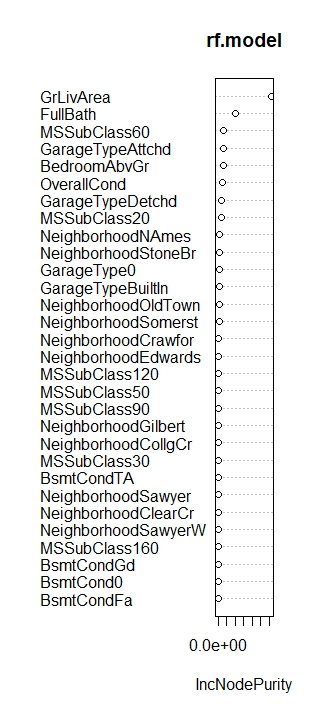 rf.model
GrLivArea
FullBath
MSSubClass60
GarageTypeAttchd
BedroomAbvGr
OverallCond
GarageTypeDetchd
MSSubClass20
NeighborhoodNAmes
NeighborhoodStoneBr
GarageType0
GarageTypeBuiltIn
NeighborhoodOldTown
NeighborhoodSomerst
NeighborhoodCrawfor
NeighborhoodEdwards
MSSubClass120
MSSubClass50
MSSubClass90
NeighborhoodGilbert
NeighborhoodCollgCr
MSSubClass30
BsmtCondTA
NeighborhoodSawyer
NeighborhoodClearCr
NeighborhoodSawyerW
MSSubClass160
BsmtCondGd
BsmtCond0
BsmtCondFa
0.0e+00
IncNodePurity